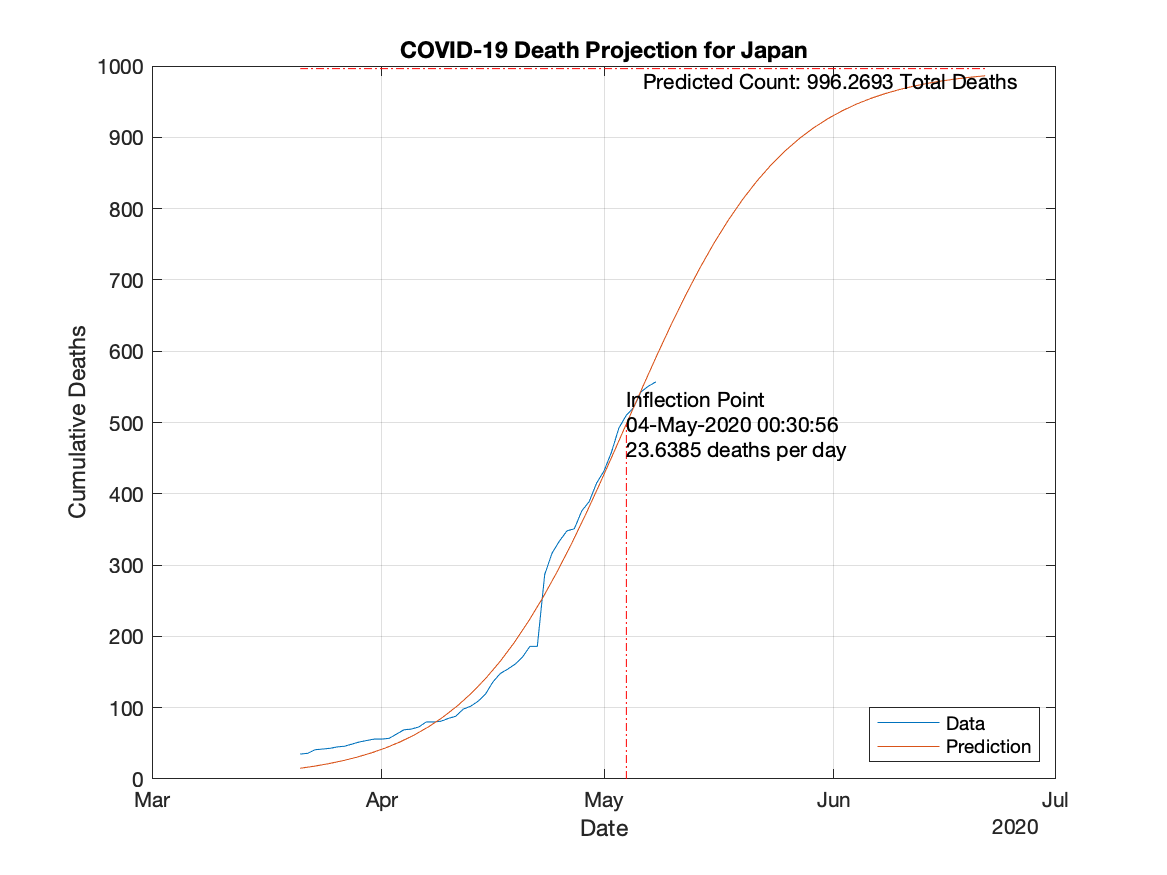 COVID-19 Death Projection for Japan
1000
Predicted Count: 996.2693 Total Deaths
900
800
700
600
Inflection Point
500
04-May-2020 00:30:56
23.6385 deaths per day
400
300
200
100
0
Cumulative Deaths
Data
Prediction
Mar
Apr
May
Jun
Jul
Date
2020